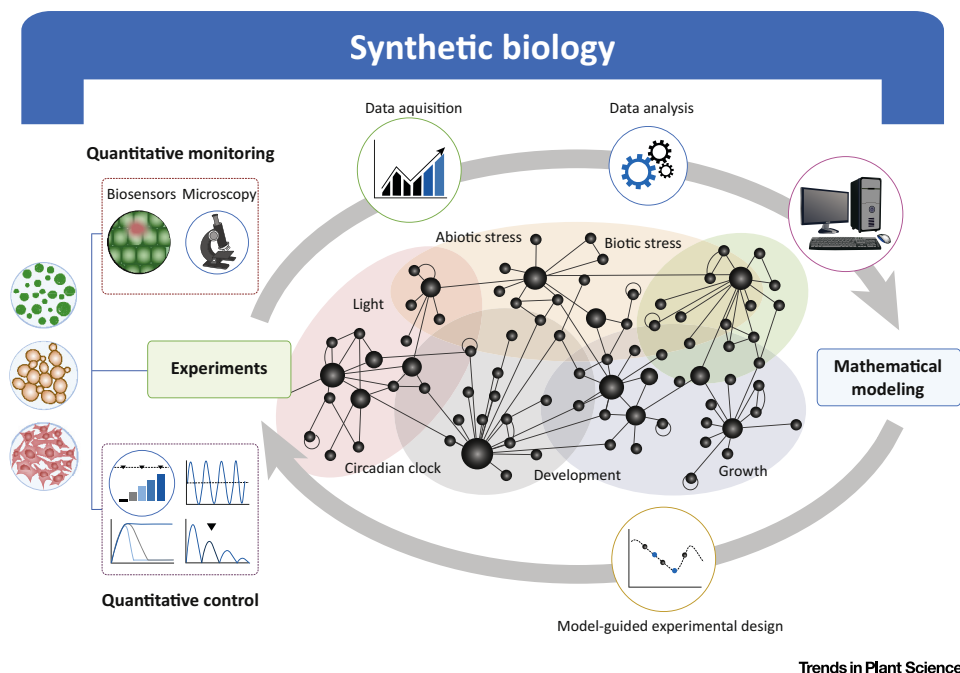 Synthetic biology
Data aquisition
Data analysis
Quantitative monitoring
Biosensors
Microscopy
Abiotic stress
Biotic stress
Light
Experiments
Mathematical
modeling
Circadian clock
Development
Growth
Quantitative control
Model-guided experimental design
Trends in Plant Science